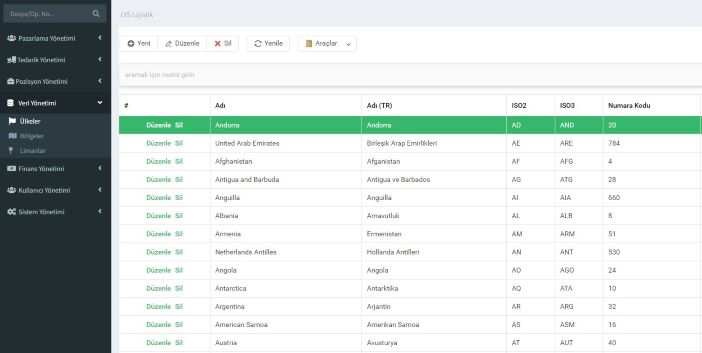 Dosya/Op. No...
LYS Lojistik
Pazarlama Yönetimi
Tedarik Yönetimi
Pozisyon Yönetimi
Veri Yönetimi
Ülkeler
Bölgeler
Limanlar
Finans Yönetimi
Kullanıcı Yönetimi
Sistem Yönetimi
Yeni Düzenle Sil Yenile Araçlar
aramak için metni girin
# Adı Adı (TR) ISO2 ISO3 Numara Kodu
Düzenle Sil Andorra Andorra AD AND 20
Düzenle Sil United Arab Emirates Birleşik Arap Emirlikleri AE ARE 784
Düzenle Sil Afghanistan Afganistan AF AFG 4
Düzenle Sil Antigua and Barbuda Antigua ve Barbados AG ATG 28
Düzenle Sil Anguilla Anguilla AI AIA 660
Düzenle Sil Albania Arnavutluk AL ALB 8
Düzenle Sil Armenia Ermenistan AM ARM 51
Düzenle Sil Netherlands Antilles Hollanda Antilleri AN ANT 530
Düzenle Sil Angola Angola AO AGO 24
Düzenle Sil Antarctica Antarktika AQ ATA 10
Düzenle Sil Argentina Arjantin AR ARG 32
Düzenle Sil American Samoa Amerikan Samoa AS ASM 16
Düzenle Sil Austria Avusturya AT AUT 40